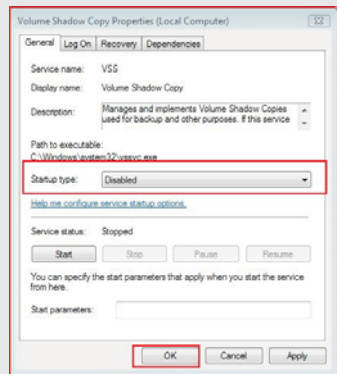 Volume Shadow Copy Properties (Local Computer)
General Log On Recovery Dependencies
Service name: VSS
Display name: Volume Shadow Copy
Description: Manages and implements Volume Shadow Copies
used for backup and other purposes. If this service
Path to executable:
C:\Windows\system32\vssvc.exe
Startup type: Disabled
Help me configure service startup options.
Service status: Stopped
Start Stop Pause Resume
You can specify the start parameters that apply when you start the service
from here.
Start parameters:
OK Cancel Apply